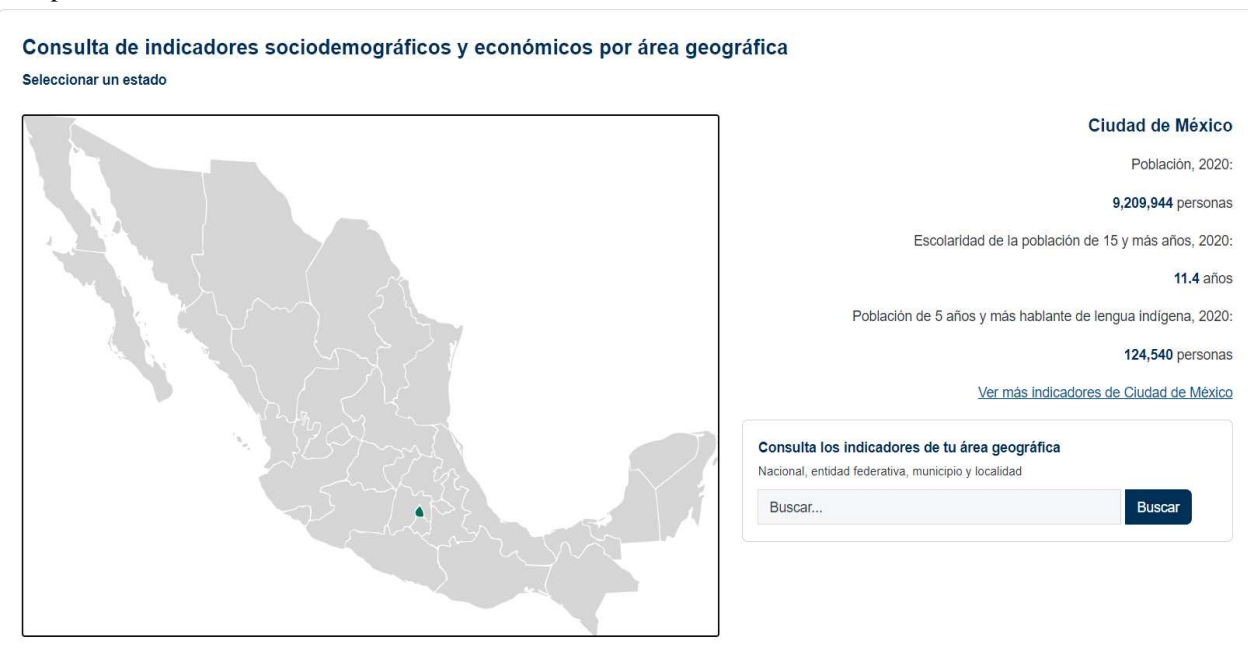 Consulta de indicadores sociodemográficos y económicos por área geográfica
Seleccionar un estado
Ciudad de México
Población, 2020:
9,209,944 personas
Escolaridad de la población de 15 y más años, 2020:
11.4 años
Población de 5 años y más hablante de lengua indígena, 2020:
124,540 personas
Ver más indicadores de Ciudad de México
Consulta los indicadores de tu área geográfica
Nacional, entidad federativa, municipio y localidad
Buscar... Buscar